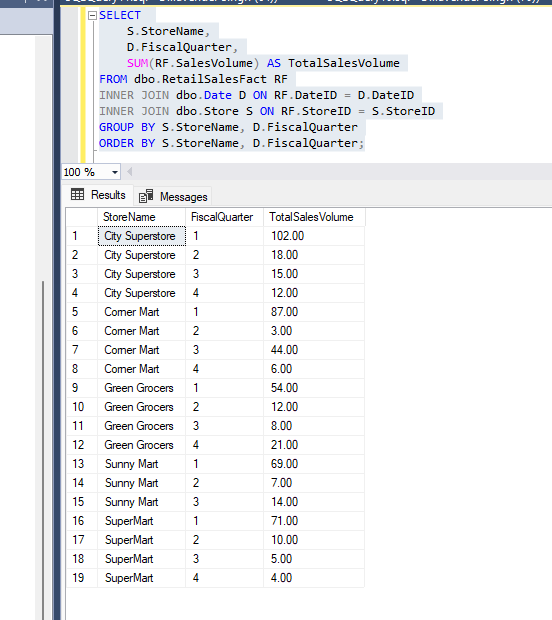 SELECT
S.StoreName,
D.FiscalQuarter,
SUM(RF.SalesVolume) AS TotalSalesVolume
FROM dbo.RetailSalesFact RF
INNER JOIN dbo.Date D ON RF.DateID = D.DateID
INNER JOIN dbo.Store S ON RF.StoreID = S.StoreID
GROUP BY S.StoreName, D.FiscalQuarter
ORDER BY S.StoreName, D.FiscalQuarter;
100 %
Results Messages
StoreName FiscalQuarter TotalSalesVolume
1 City Superstore 1 102.00
2 City Superstore 2 18.00
3 City Superstore 3 15.00
4 City Superstore 4 12.00
5 Corner Mart 1 87.00
6 Corner Mart 2 3.00
7 Corner Mart 3 44.00
8 Corner Mart 4 6.00
9 Green Grocers 1 54.00
10 Green Grocers 2 12.00
11 Green Grocers 3 8.00
12 Green Grocers 4 21.00
13 Sunny Mart 1 69.00
14 Sunny Mart 2 7.00
15 Sunny Mart 3 14.00
16 SuperMart 1 71.00
17 SuperMart 2 10.00
18 SuperMart 3 5.00
19 SuperMart 4 4.00